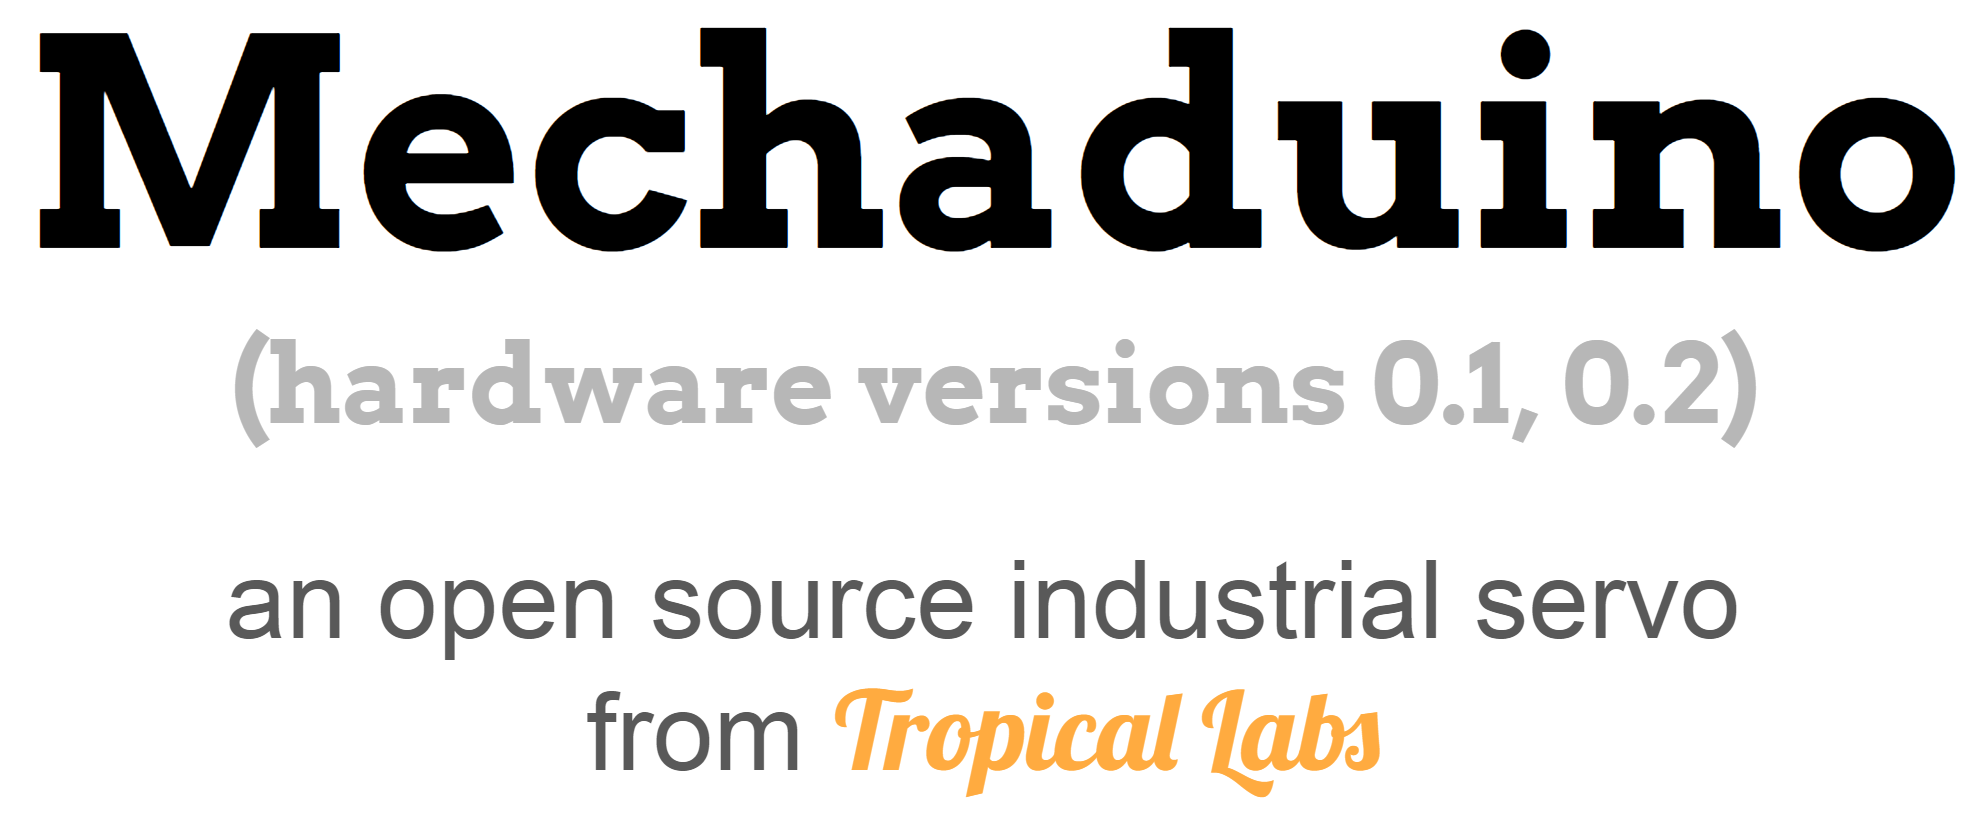 Mechaduino
(hardware versions 0.1, 0.2)
an open source industrial servo
from Tropical Labs